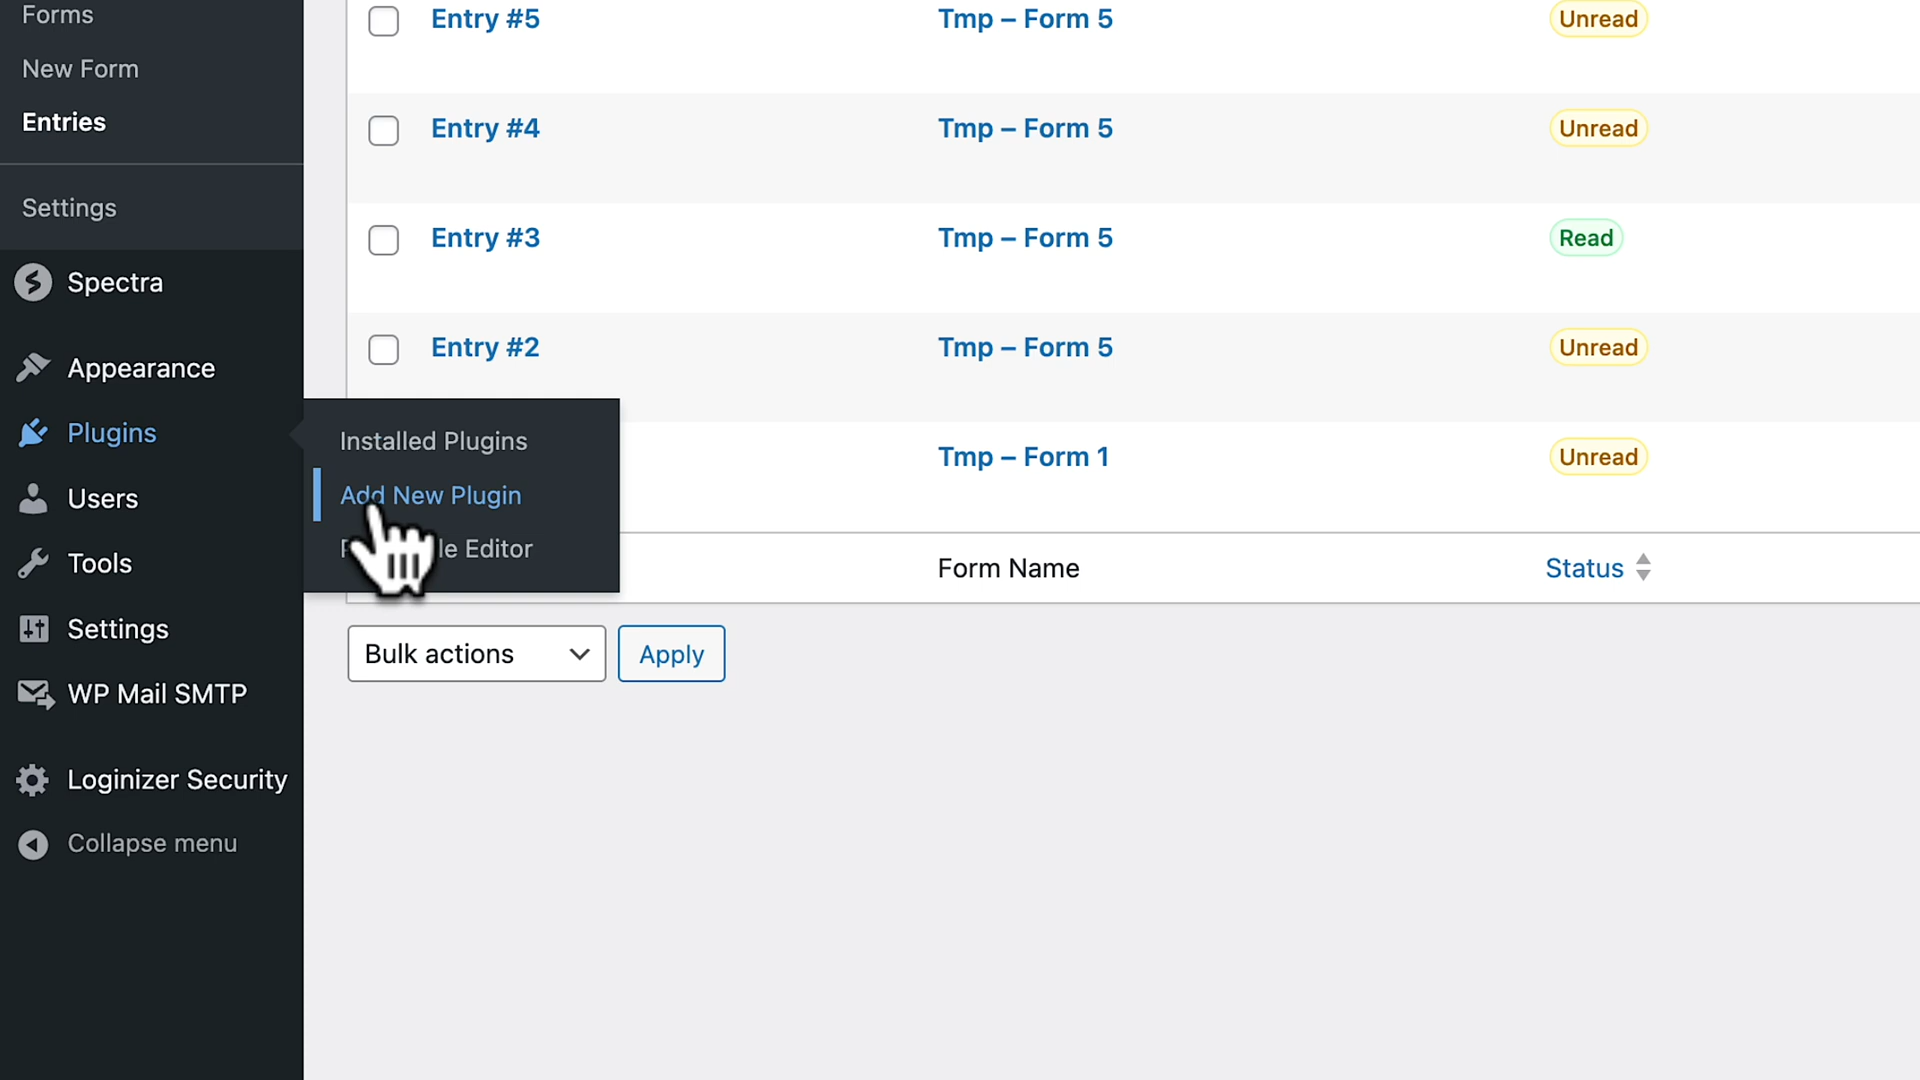 Forms
New Form
Entries
Settings
Spectra
Appearance
Plugins
Users
Tools
Settings
WP Mail SMTP
Loginizer Security
Collapse menu
Installed Plugins
Add New Plugin
le Editor
Entry #5 Tmp – Form 5 Unread
Entry #4 Tmp – Form 5 Unread
Entry #3 Tmp – Form 5 Read
Entry #2 Tmp – Form 5 Unread
Tmp – Form 1 Unread
Form Name Status
Bulk actions Apply